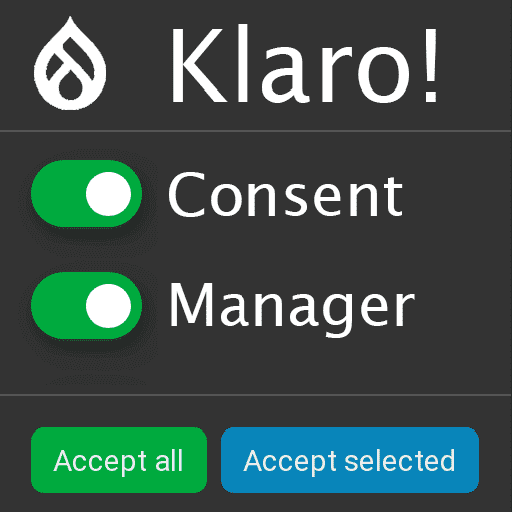 Klaro!
Consent
Manager
Accept all
Accept selected